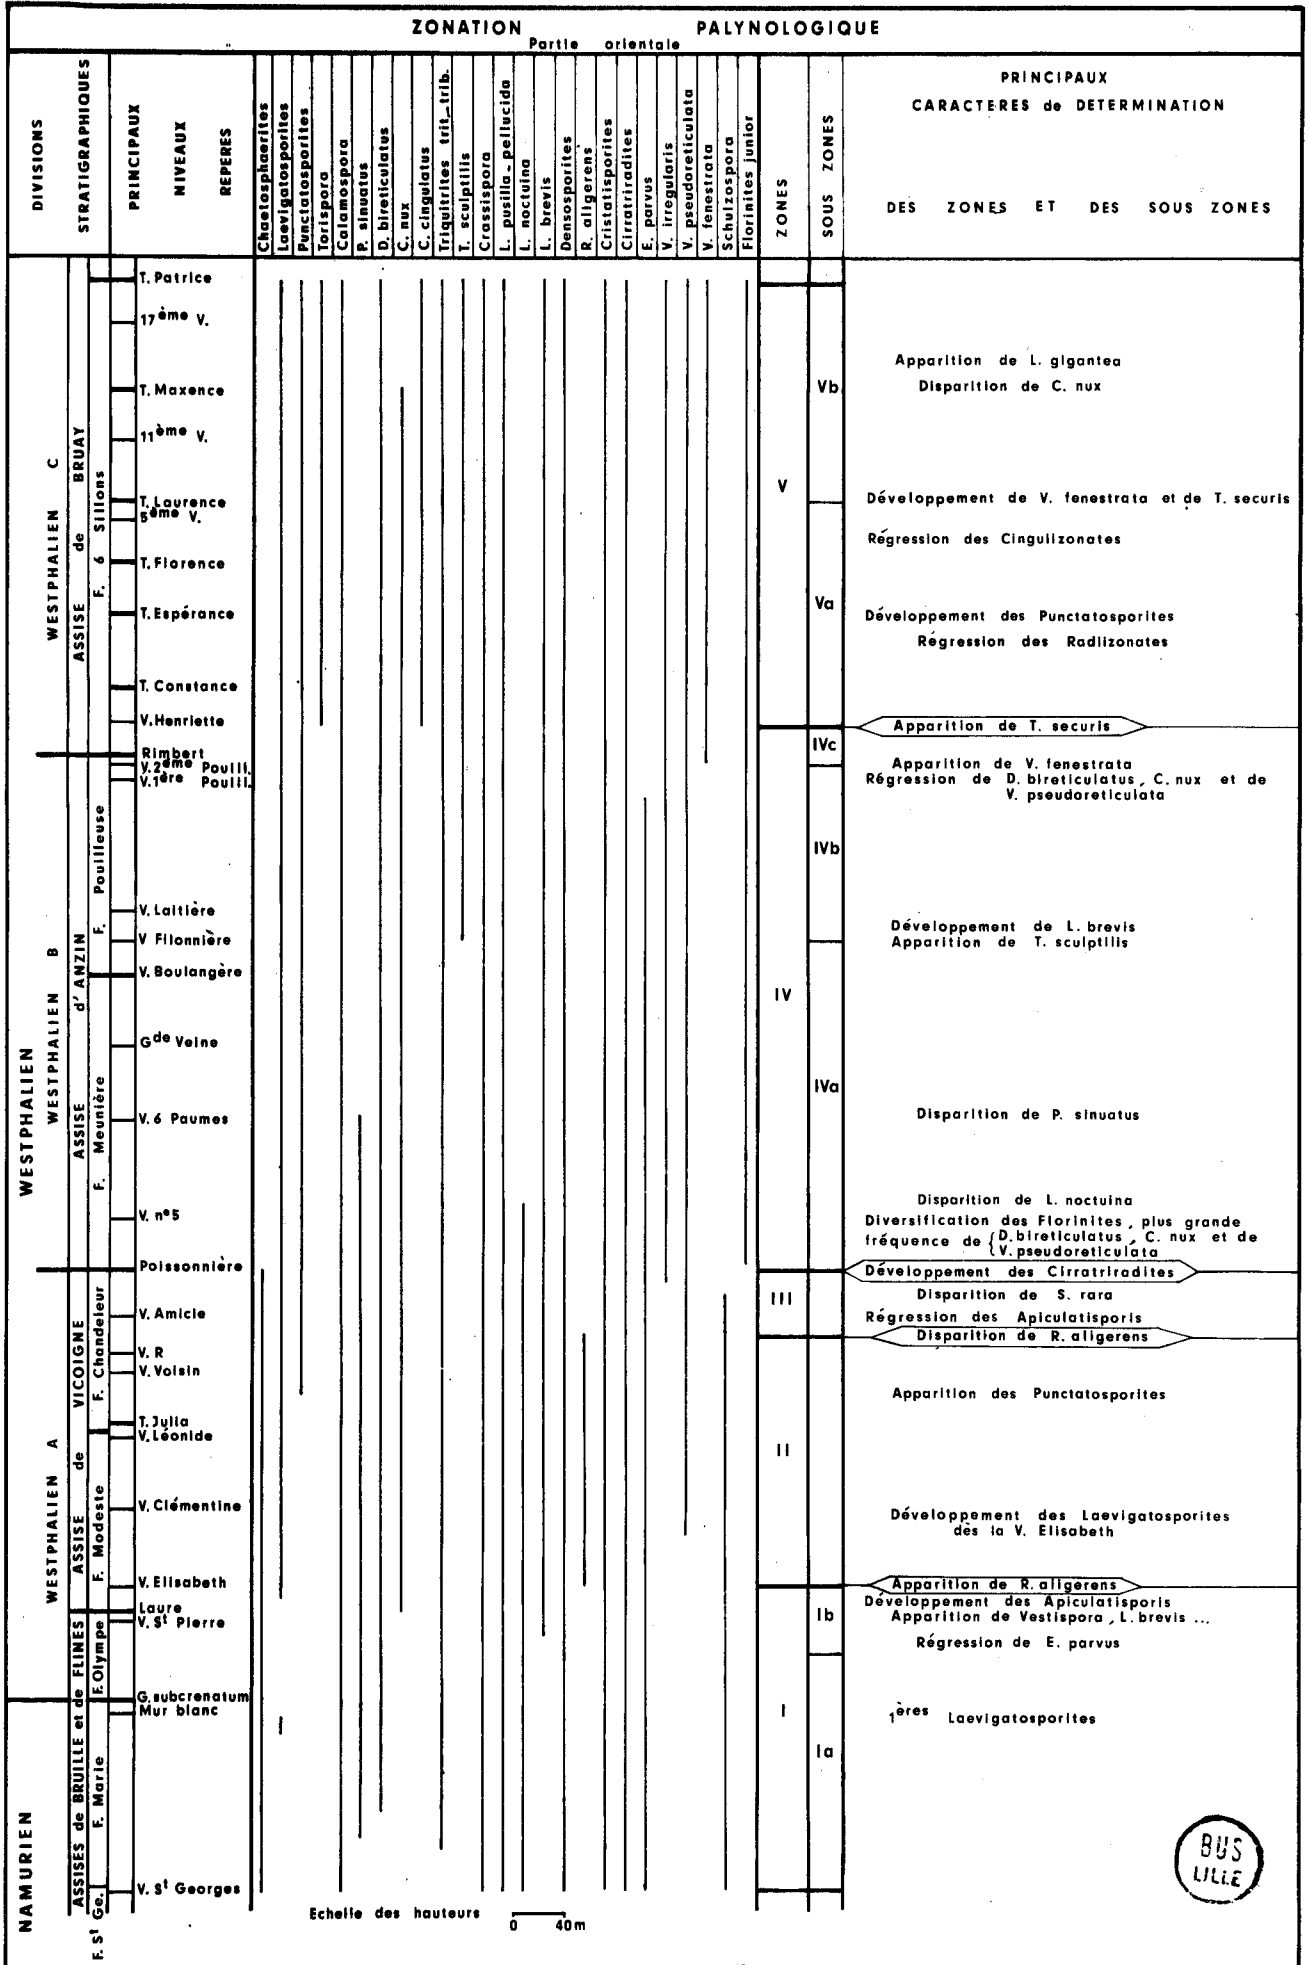 ZONATION PALYNOLOGIQUE
Partie orientale
DIVISIONS
STRATIGRAPHIQUES
PRINCIPAUX
NIVEAUX
REPERES
Chaetosphaerites
Laevigatosporites
Punctatosporites
Torispora
Calamospora
P. sinuatus
D. bireticulatus
C. nux
C. cingulatus
Triquitrites trit_trib.
T. sculptilis
Crassispora
L. pusilla - pellucida
L. noctuina
L. brevis
Densosporites
R. aligerens
Cristatisporites
Cirratriradites
E. parvus
V. irregularis
V. pseudoreticulata
V. fenestrata
Schulzospora
Florinites junior
ZONES
SOUS ZONES
PRINCIPAUX
CARACTERES de DETERMINATION
DES ZONES ET DES SOUS ZONES
WESTPHALIEN
NAMURIEN
WESTPHALIEN C
WESTPHALIEN B
WESTPHALIEN A
ASSISE de BRUAY
ASSISE d'ANZIN
ASSISE de VICOIGNE
ASSISES de BRUILLE et de FLINES
F. 6 Sillons
F. Pouilleuse
F. Meunière
F. Chandeleur
F. Modeste
F. Olympe
F. Marie
F. St Ge.
T. Patrice
17ème V.
T. Maxence
11ème V.
T. Laurence
5ème V.
T. Florence
T. Espérance
T. Constance
V. Henriette
Rimbert
V. 2ème Pouill.
V. 1ère Pouill.
V. Laitière
V Filonnière
V. Boulangère
Gde Veine
V. 6 Paumes
V. n°5
Poissonnière
V. Amicie
V. R
V. Voisin
T. Julia
V. Léonide
V. Clémentine
V. Elisabeth
Laure
V. St Pierre
G. subcrenatum
Mur blanc
V. St Georges
V
IV
III
II
I
Vb
Va
IVc
IVb
IVa
Ib
Ia
Apparition de L. gigantea
Disparition de C. nux
Développement de V. fenestrata et de T. securis
Régression des Cingulizonates
Développement des Punctatosporites
Régression des Radiizonates
Apparition de T. securis
Apparition de V. fenestrata
Régression de D. bireticulatus, C. nux et de
V. pseudoreticulata
Développement de L. brevis
Apparition de T. sculptilis
Disparition de P. sinuatus
Disparition de L. noctuina
Diversification des Florinites, plus grande
fréquence de { D. bireticulatus, C. nux et de
V. pseudoreticulata
Développement des Cirratriradites
Disparition de S. rara
Régression des Apiculatisporis
Disparition de R. aligerens
Apparition des Punctatosporites
Développement des Laevigatosporites
dès la V. Elisabeth
Apparition de R. aligerens
Développement des Apiculatisporis
Apparition de Vestispora, L. brevis ...
Régression de E. parvus
1ères Laevigatosporites
Echelle des hauteurs
0 40m
BUS
LILLE